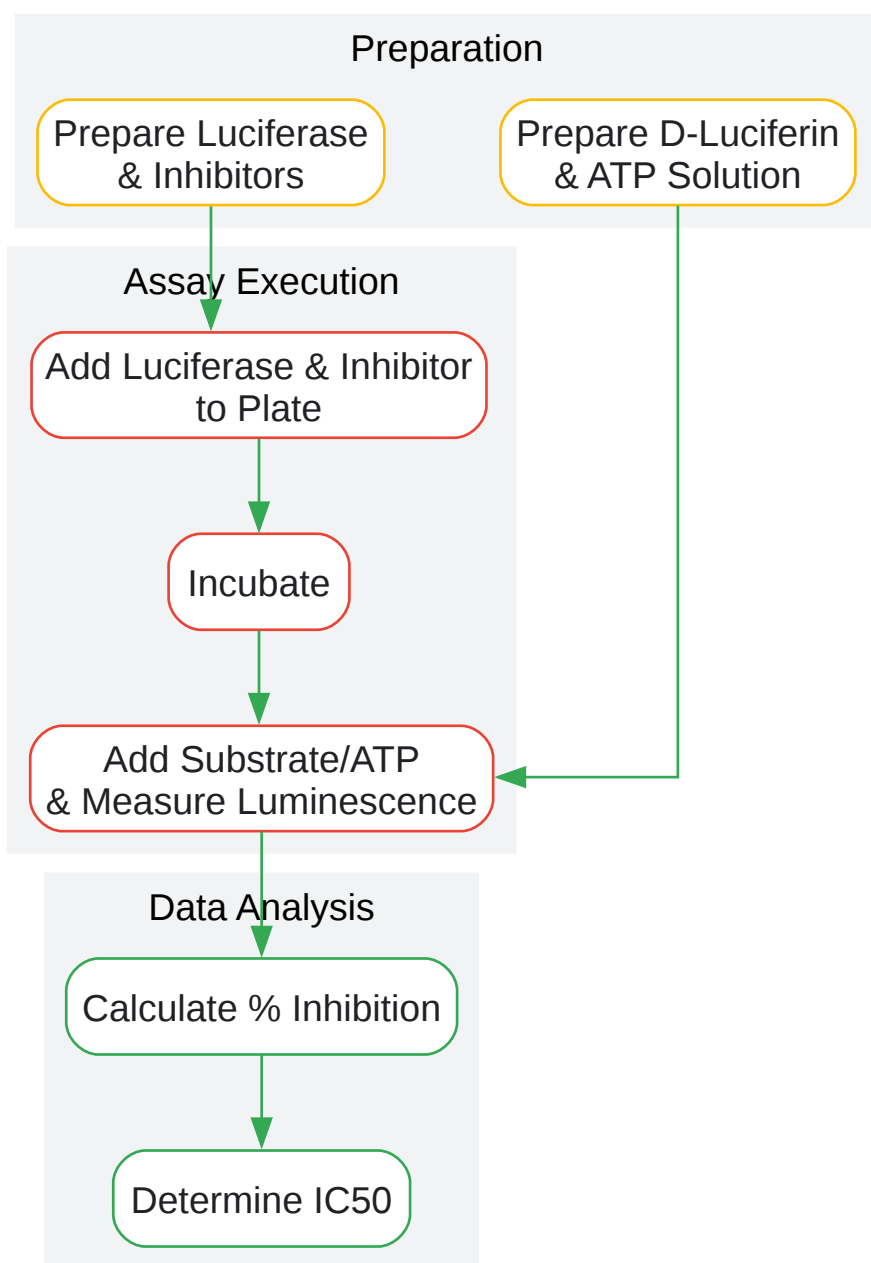 Preparation
Prepare Luciferase
& Inhibitors
Prepare D-Luciferin
& ATP Solution
Assay Execution
Add Luciferase & Inhibitor
to Plate
Incubate
Add Substrate/ATP
& Measure Luminescence
Data Analysis
Calculate % Inhibition
Determine IC50